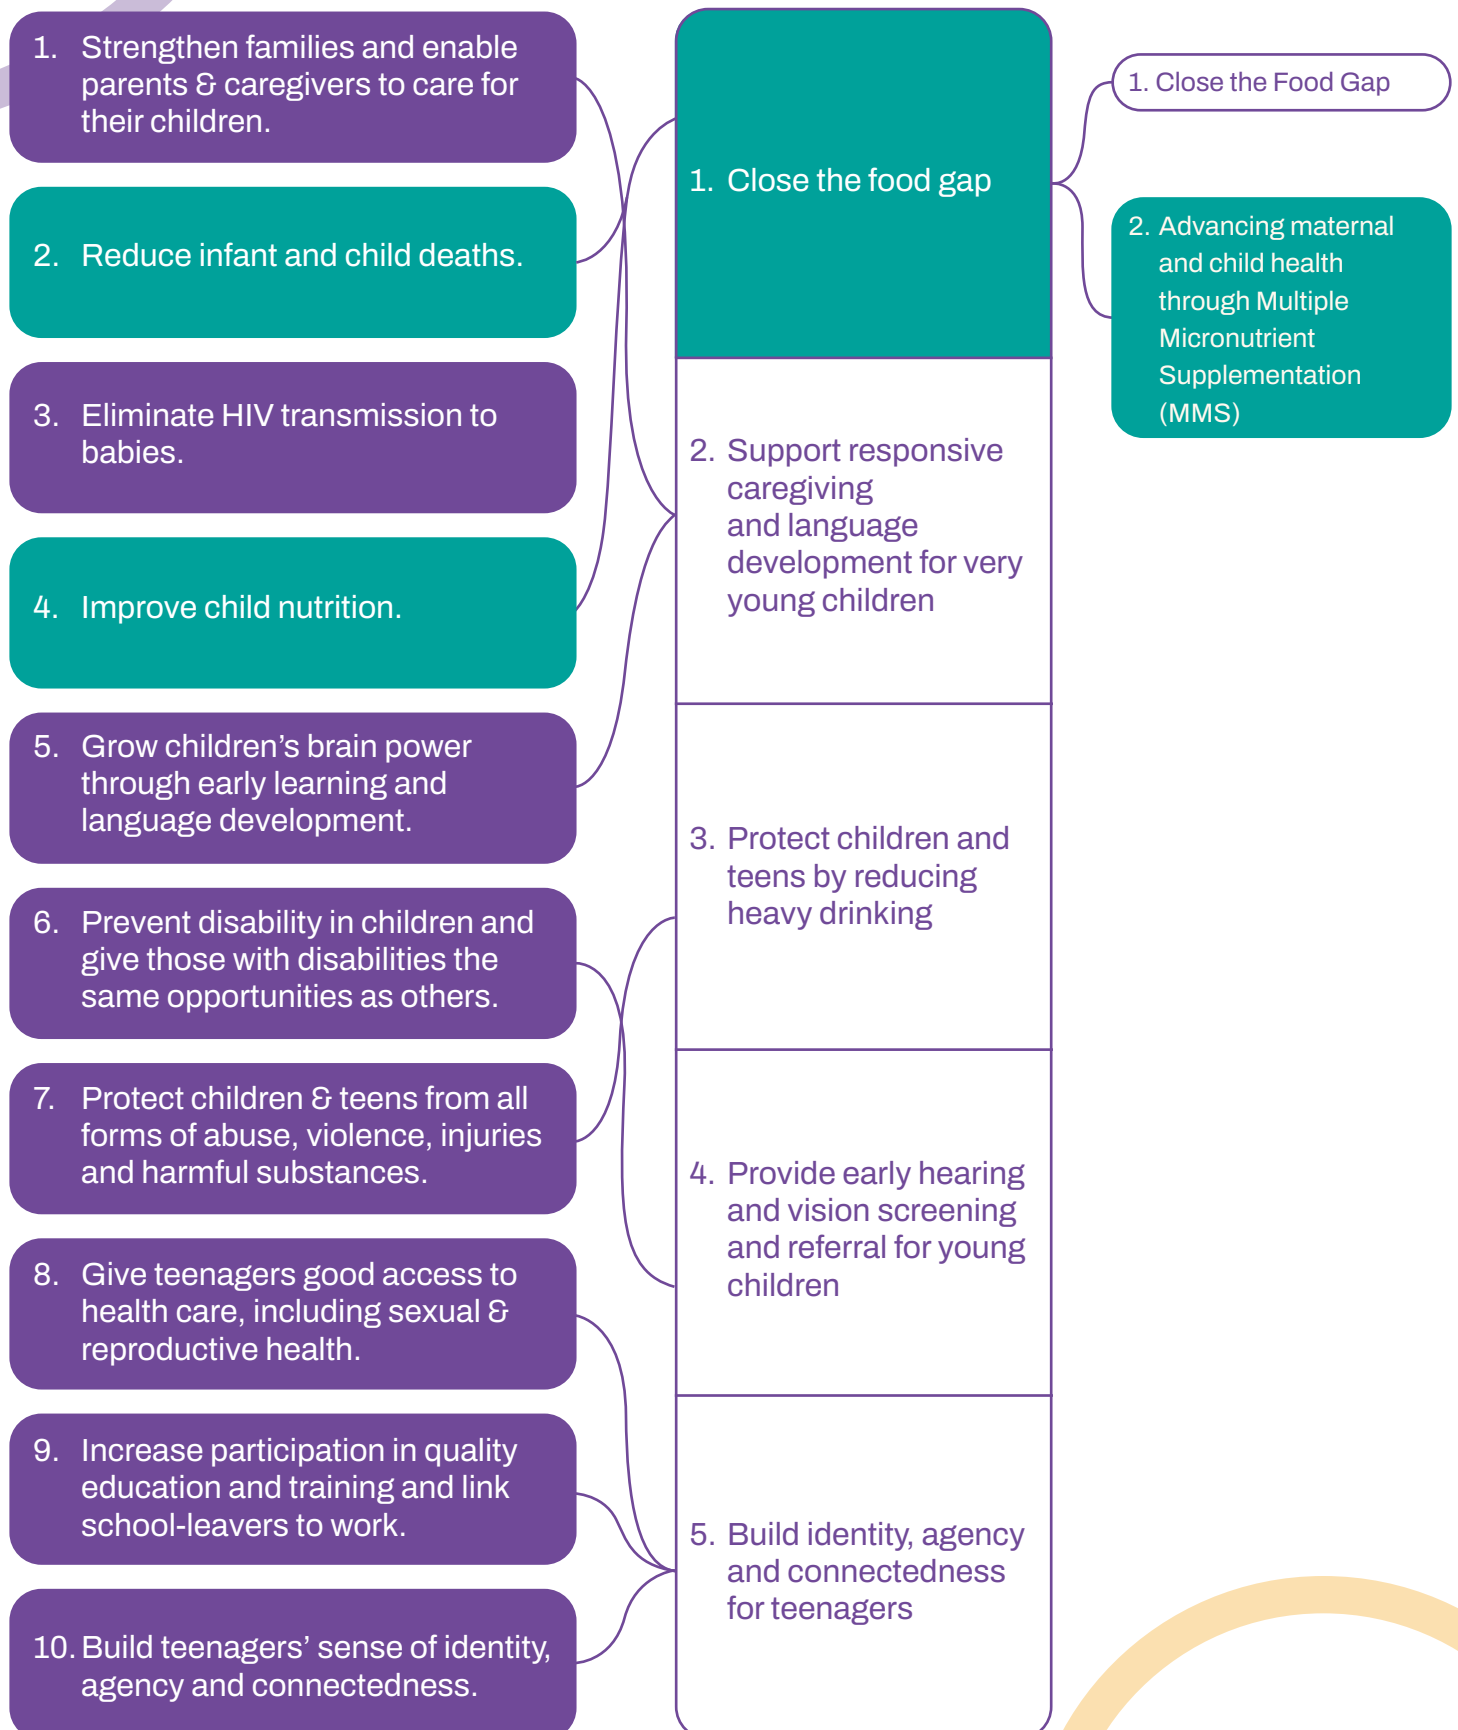 1. Strengthen families and enable
parents & caregivers to care for
their children.
2. Reduce infant and child deaths.
3. Eliminate HIV transmission to
babies.
4. Improve child nutrition.
5. Grow children’s brain power
through early learning and
language development.
6. Prevent disability in children and
give those with disabilities the
same opportunities as others.
7. Protect children & teens from all
forms of abuse, violence, injuries
and harmful substances.
8. Give teenagers good access to
health care, including sexual &
reproductive health.
9. Increase participation in quality
education and training and link
school-leavers to work.
10. Build teenagers’ sense of identity,
agency and connectedness.
1. Close the food gap
2. Support responsive
caregiving
and language
development for very
young children
3. Protect children and
teens by reducing
heavy drinking
4. Provide early hearing
and vision screening
and referral for young
children
5. Build identity, agency
and connectedness
for teenagers
1. Close the Food Gap
2. Advancing maternal
and child health
through Multiple
Micronutrient
Supplementation
(MMS)